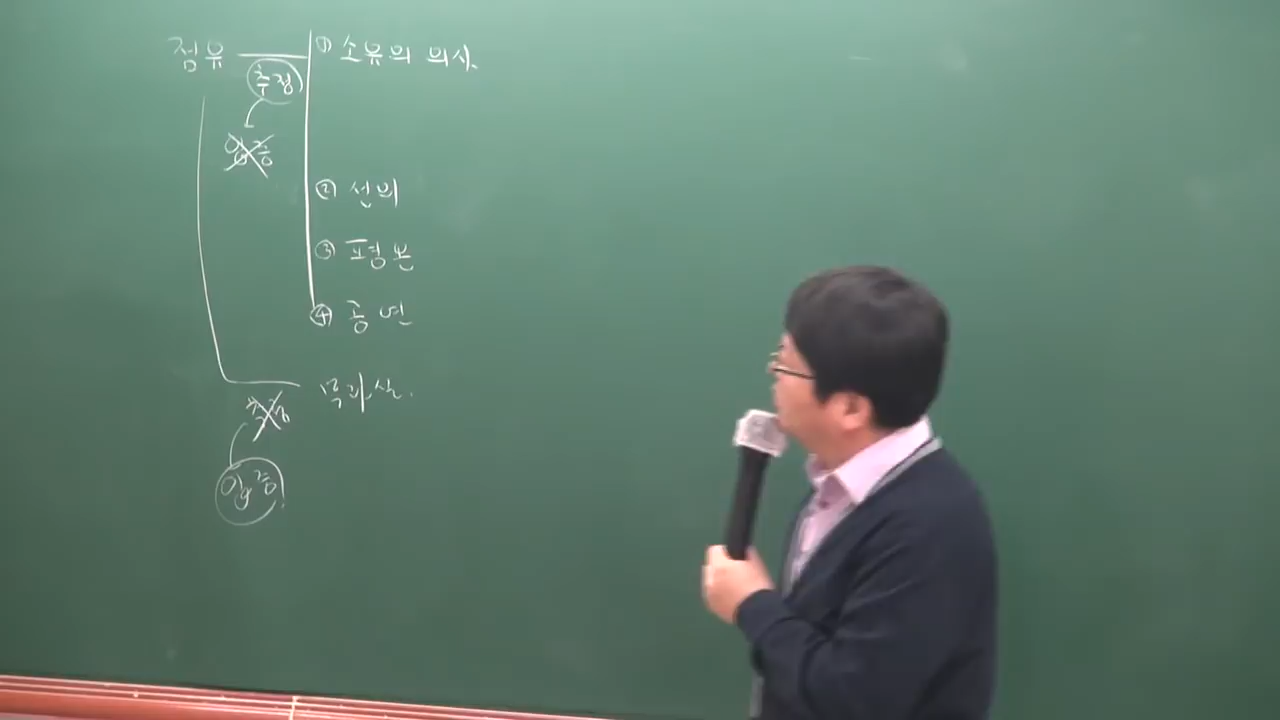 점유 ① 소유의 의사.
추정
입증
② 선의
③ 평온
④ 공연
무과실.
추정
입증